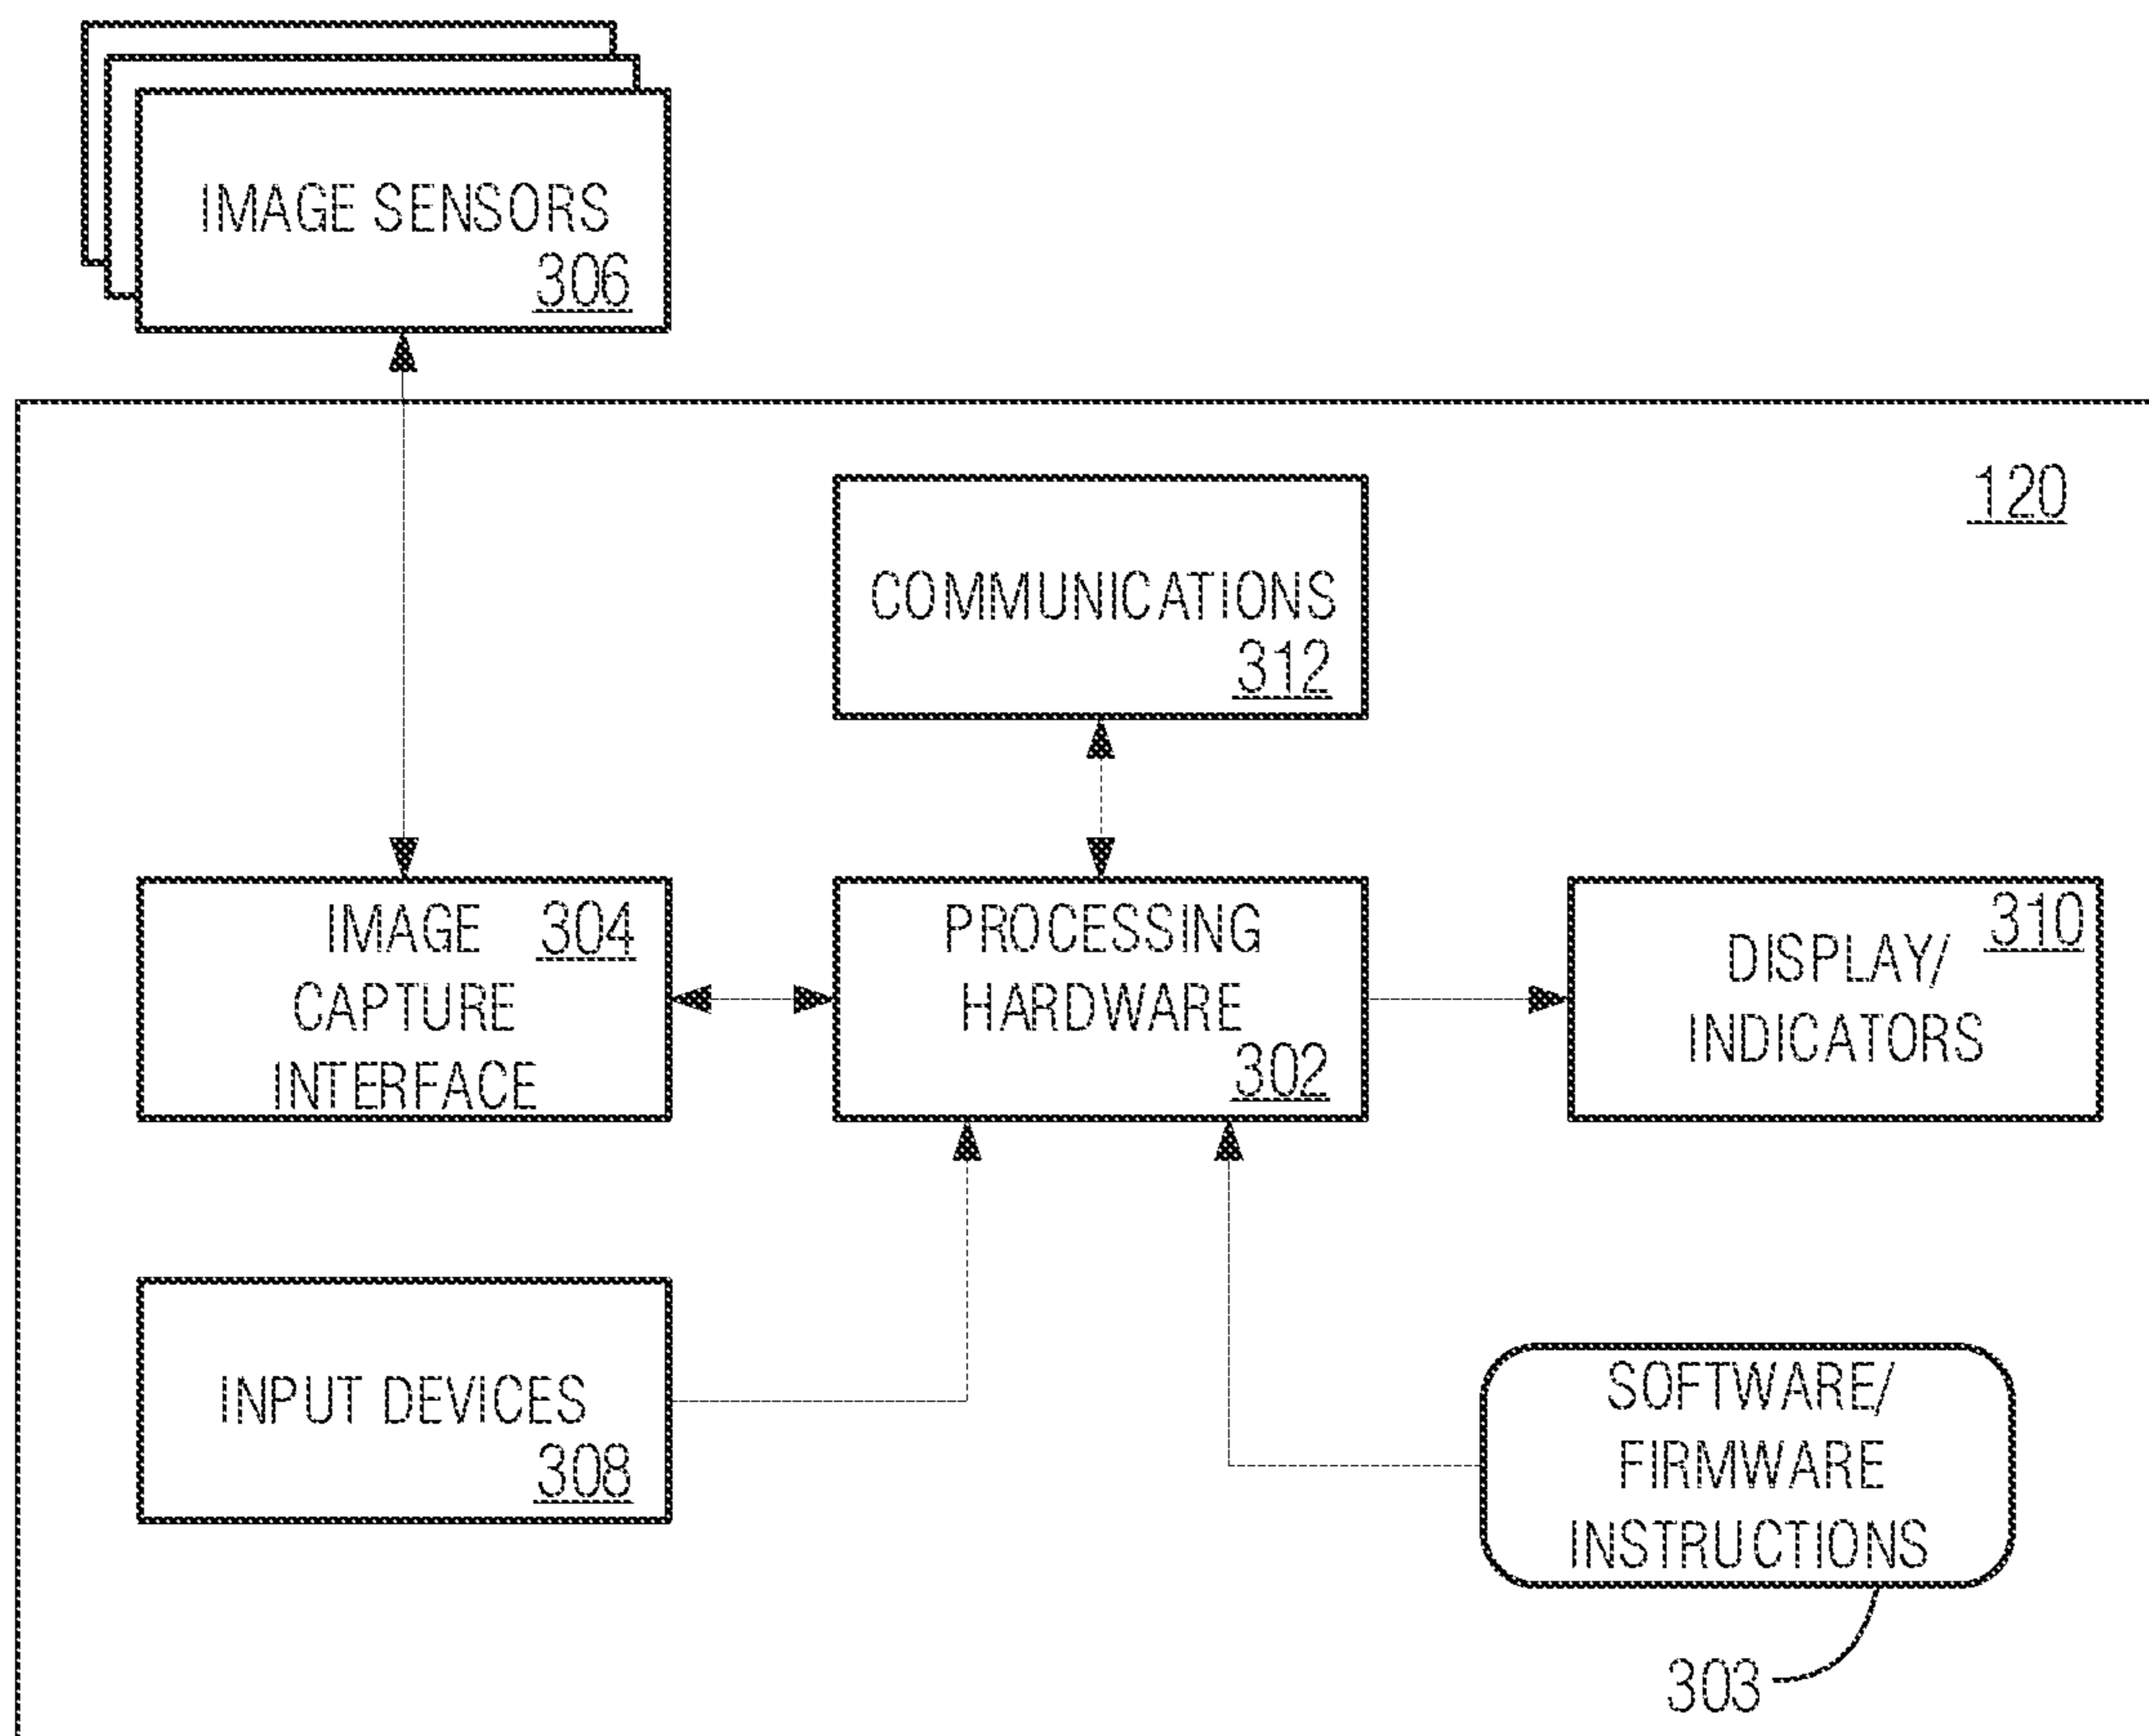 IMAGE SENSORS
306
120
COMMUNICATIONS
312
IMAGE 304
CAPTURE
INTERFACE
PROCESSING
HARDWARE
302
310
DISPLAY/
INDICATORS
INPUT DEVICES
308
SOFTWARE/
FIRMWARE
INSTRUCTIONS
303